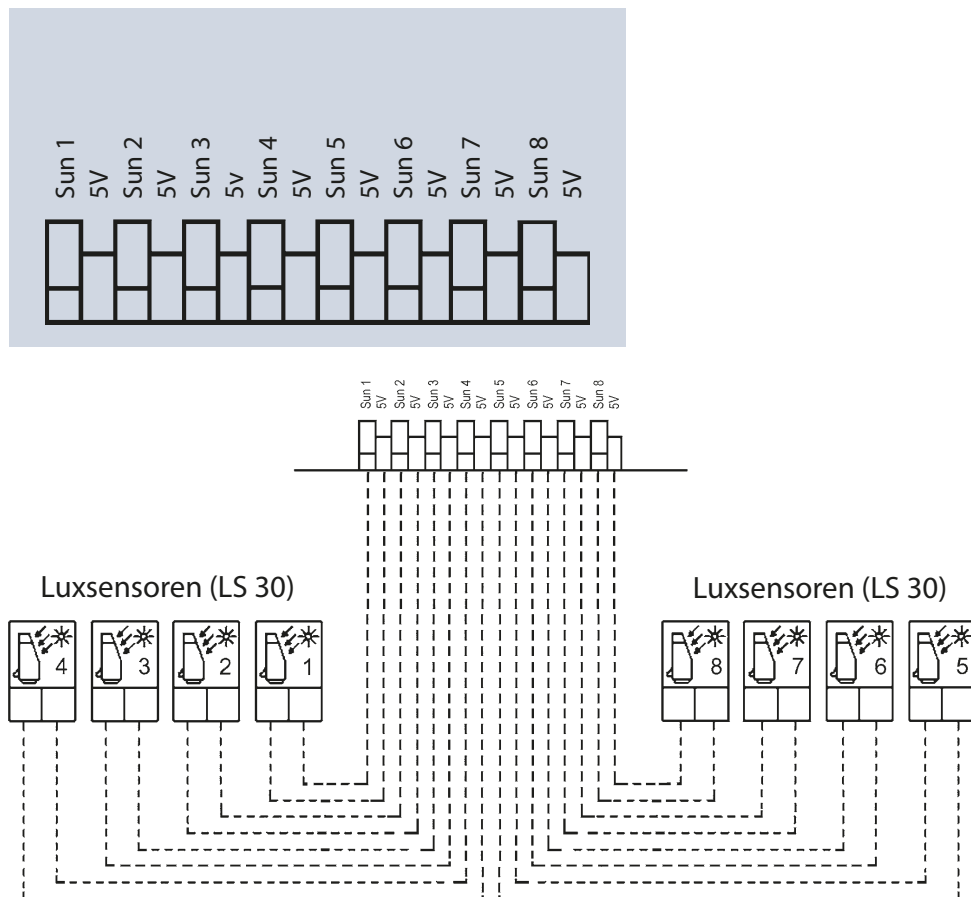 Sun 1 5V Sun 2 5V Sun 3 5v Sun 4 5V Sun 5 5V Sun 6 5V Sun 7 5V Sun 8 5V
Sun 1 5V Sun 2 5V Sun 3 5V Sun 4 5V Sun 5 5V Sun 6 5V Sun 7 5V Sun 8 5V
Luxsensoren (LS 30)
Luxsensoren (LS 30)
4 3 2 1
8 7 6 5